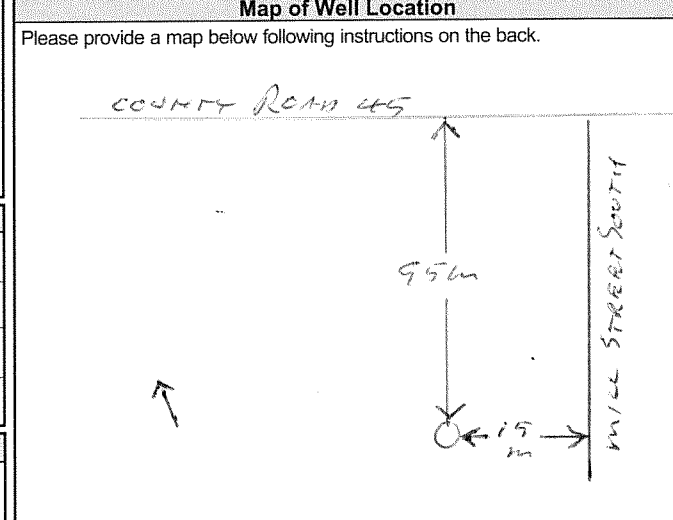 Map of Well Location
Please provide a map below following instructions on the back.
COUNTY ROAD 45
MILL STREET SOUTH
15
m